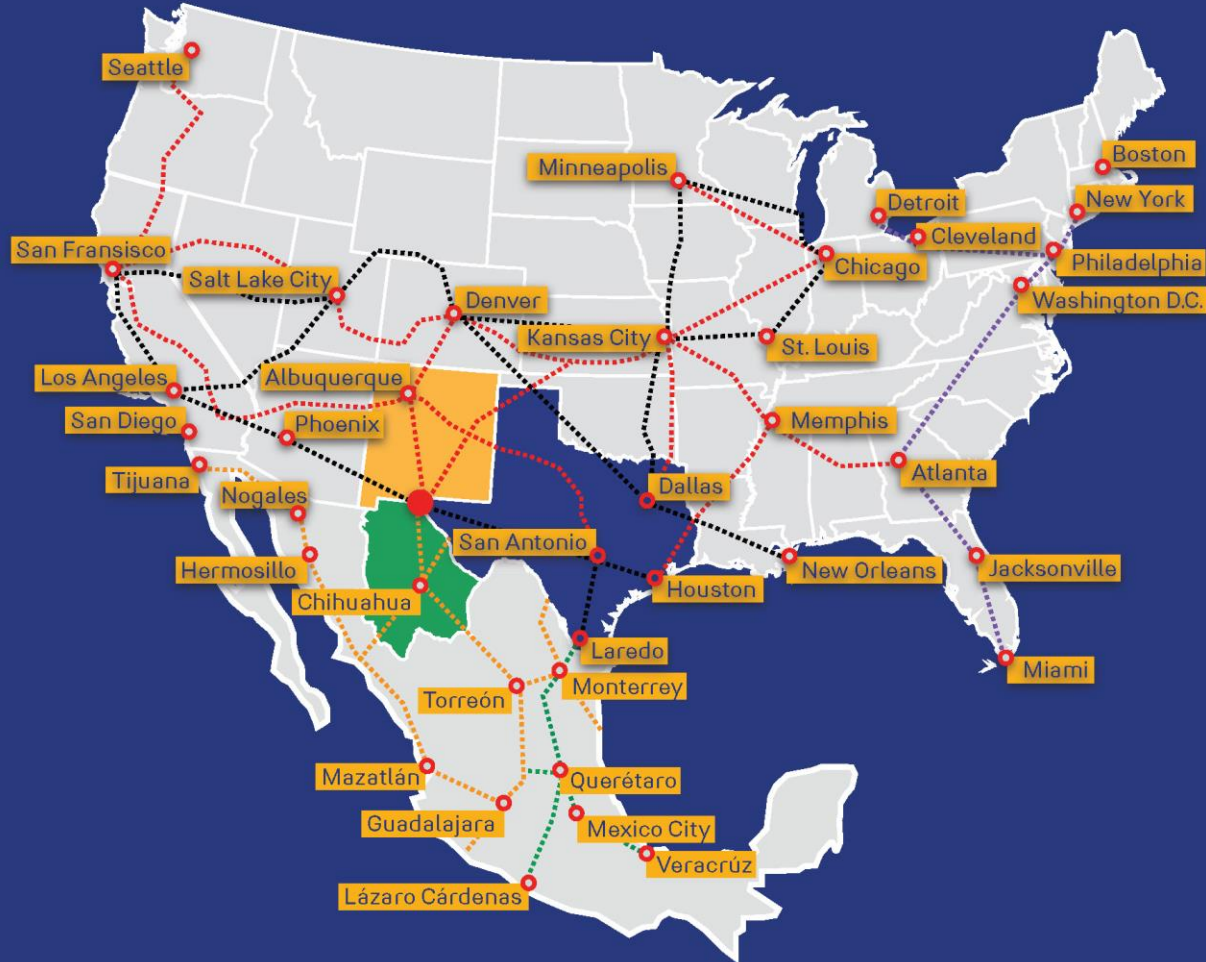 Seattle
Minneapolis
Boston
Detroit
New York
Cleveland
San Fransisco
Chicago
Philadelphia
Salt Lake City
Denver
Washington D.C.
Kansas City
St. Louis
Los Angeles
Albuquerque
San Diego
Phoenix
Memphis
Tijuana
Atlanta
Nogales
Dallas
San Antonio
Hermosillo
New Orleans
Jacksonville
Chihuahua
Houston
Laredo
Miami
Torreón
Monterrey
Mazatlán
Querétaro
Guadalajara
Mexico City
Veracrúz
Lázaro Cárdenas